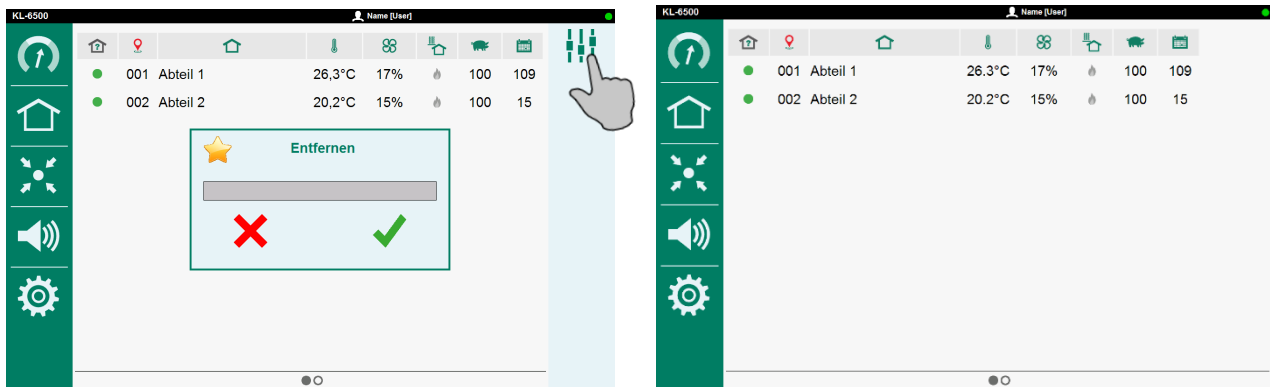 KL-6500 Name [User]
001 Abteil 1 26,3°C 17% 100 109
002 Abteil 2 20,2°C 15% 100 15
Entfernen
KL-6500 Name [User]
001 Abteil 1 26.3°C 17% 100 109
002 Abteil 2 20.2°C 15% 100 15